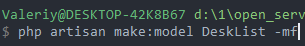 Valeriy@DESKTOP-42K8B67 d:\1\open_serv
$ php artisan make:model DeskList -mf